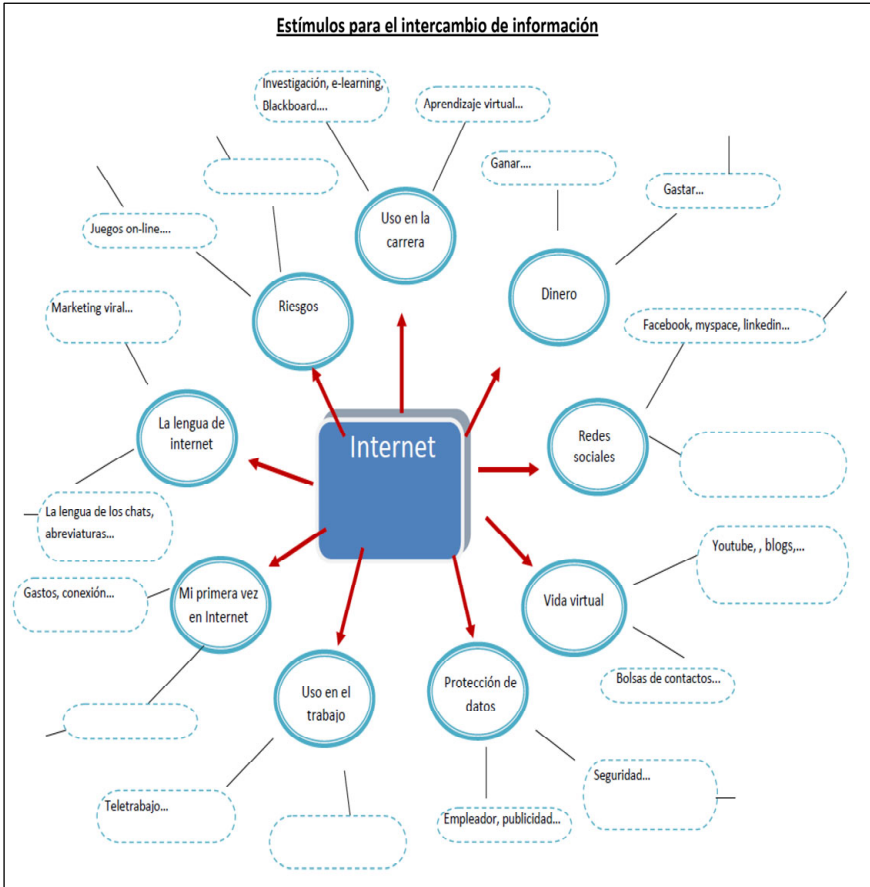 Estímulos para el intercambio de información
Investigación, e-learning,
Blackboard....
Aprendizaje virtual...
Ganar....
Gastar...
Juegos on-line....
Uso en la
carrera
Riesgos
Dinero
Marketing viral...
Facebook, myspace, linkedin...
La lengua de
internet
Internet
Redes
sociales
La lengua de los chats,
abreviaturas...
Youtube, , blogs,...
Gastos, conexión...
Mi primera vez
en Internet
Vida virtual
Bolsas de contactos...
Uso en el
trabajo
Protección de
datos
Teletrabajo...
Seguridad...
Empleador, publicidad...